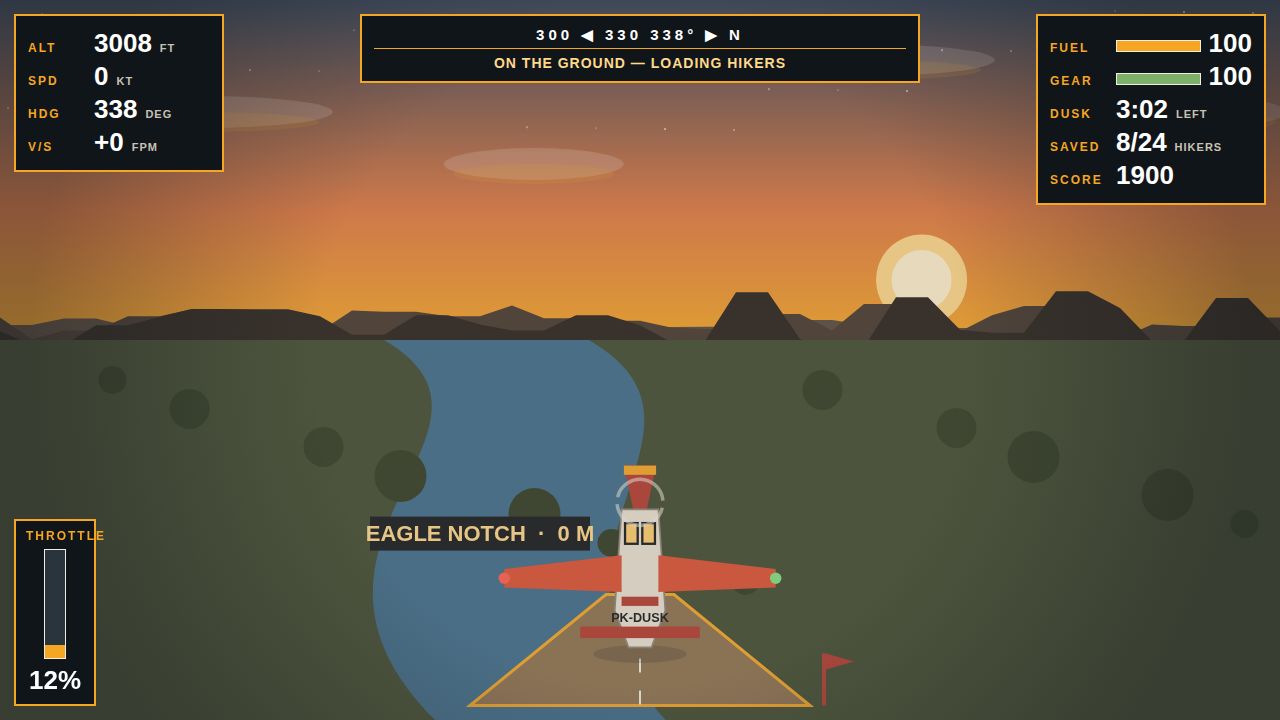 ALT 3008 FT
SPD 0 KT
HDG 338 DEG
V/S +0 FPM
300 ◀ 330 338° ▶ N
ON THE GROUND — LOADING HIKERS
FUEL 100
GEAR 100
DUSK 3:02 LEFT
SAVED 8/24 HIKERS
SCORE 1900
EAGLE NOTCH · 0 M
PK-DUSK
THROTTLE
12%